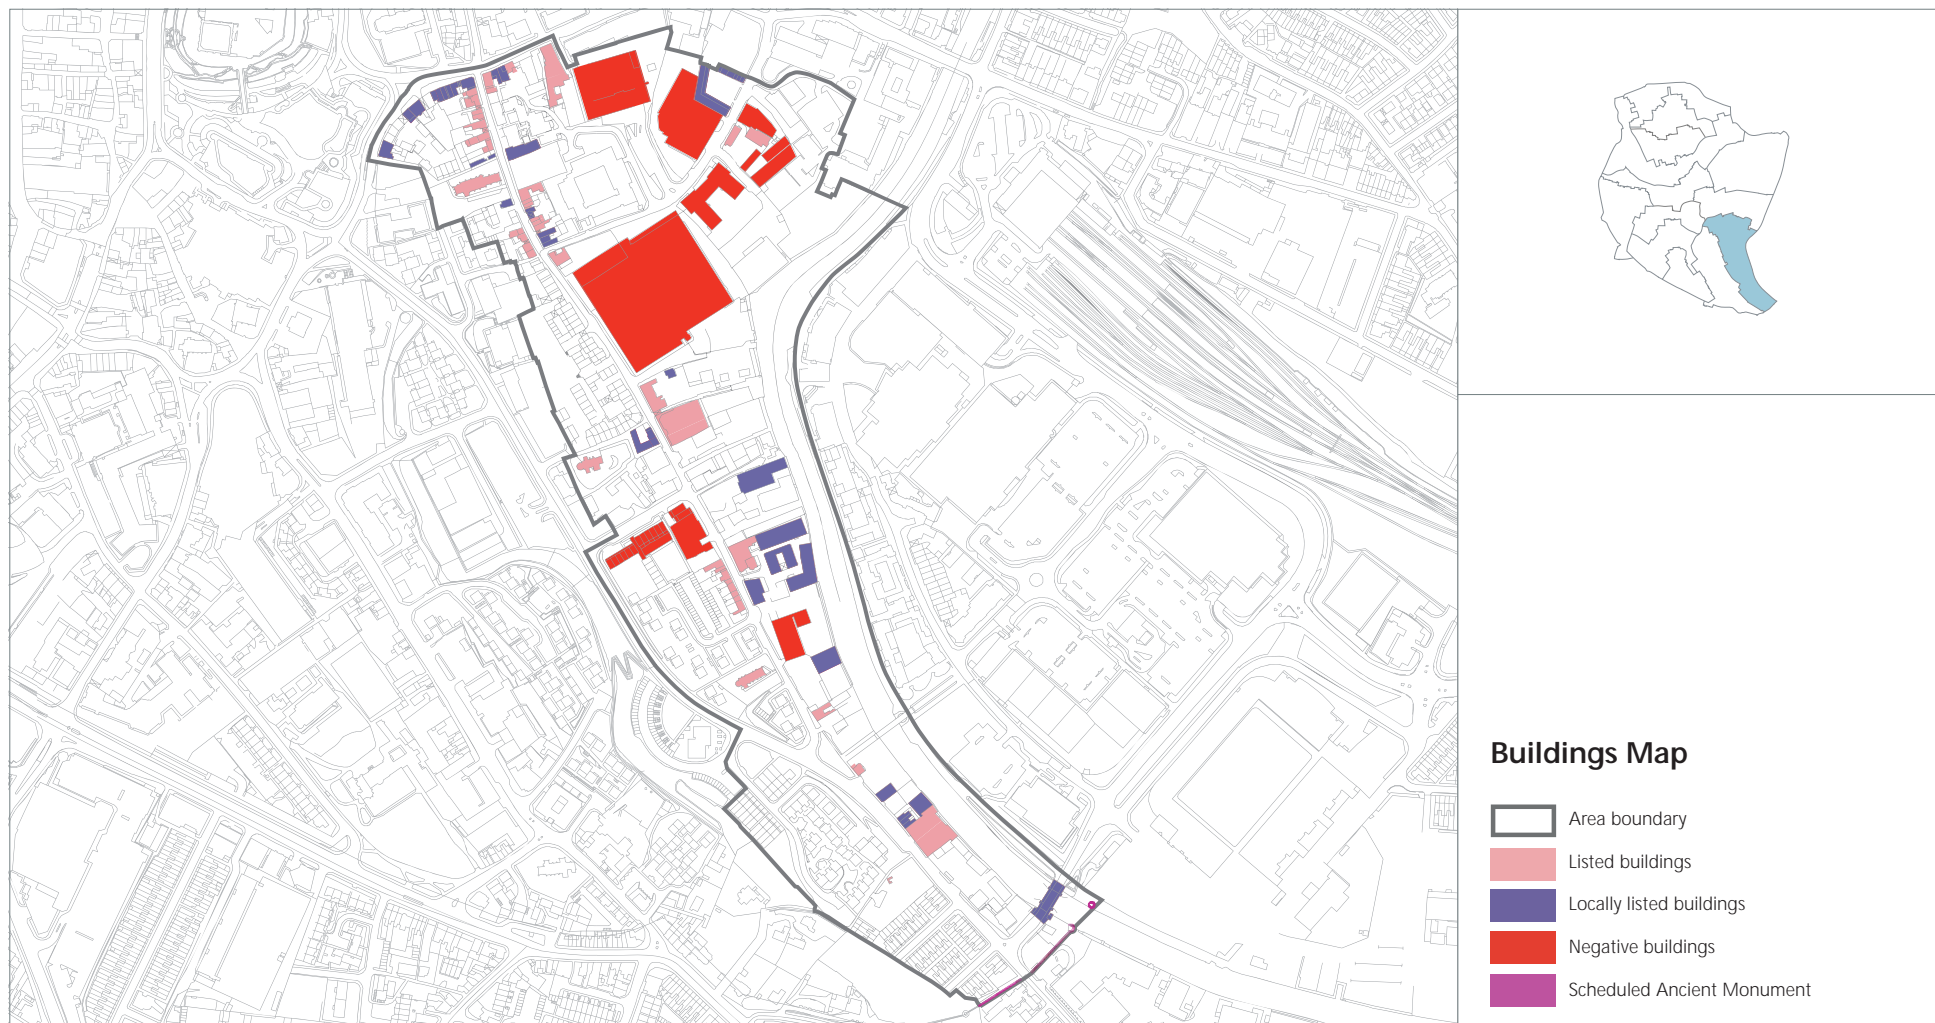 Buildings Map
Area boundary
Listed buildings
Locally listed buildings
Negative buildings
Scheduled Ancient Monument